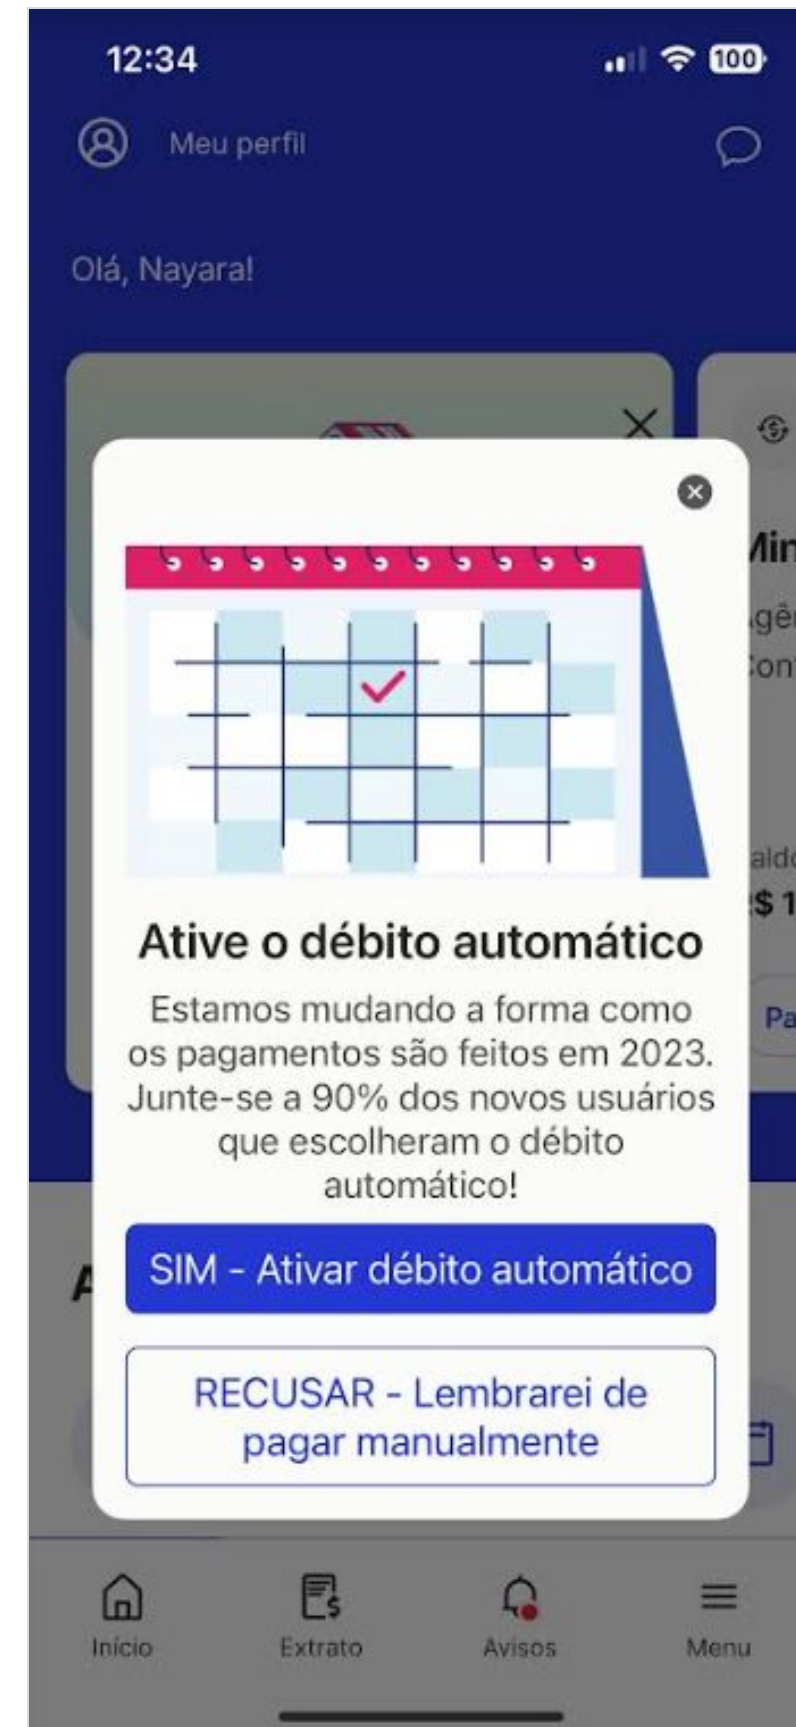 12:34
100
Meu perfil
Olá, Nayara!
Ative o débito automático
Estamos mudando a forma como
os pagamentos são feitos em 2023.
Junte-se a 90% dos novos usuários
que escolheram o débito
automático!
SIM - Ativar débito automático
RECUSAR - Lembrarei de
pagar manualmente
Início
Extrato
Avisos
Menu